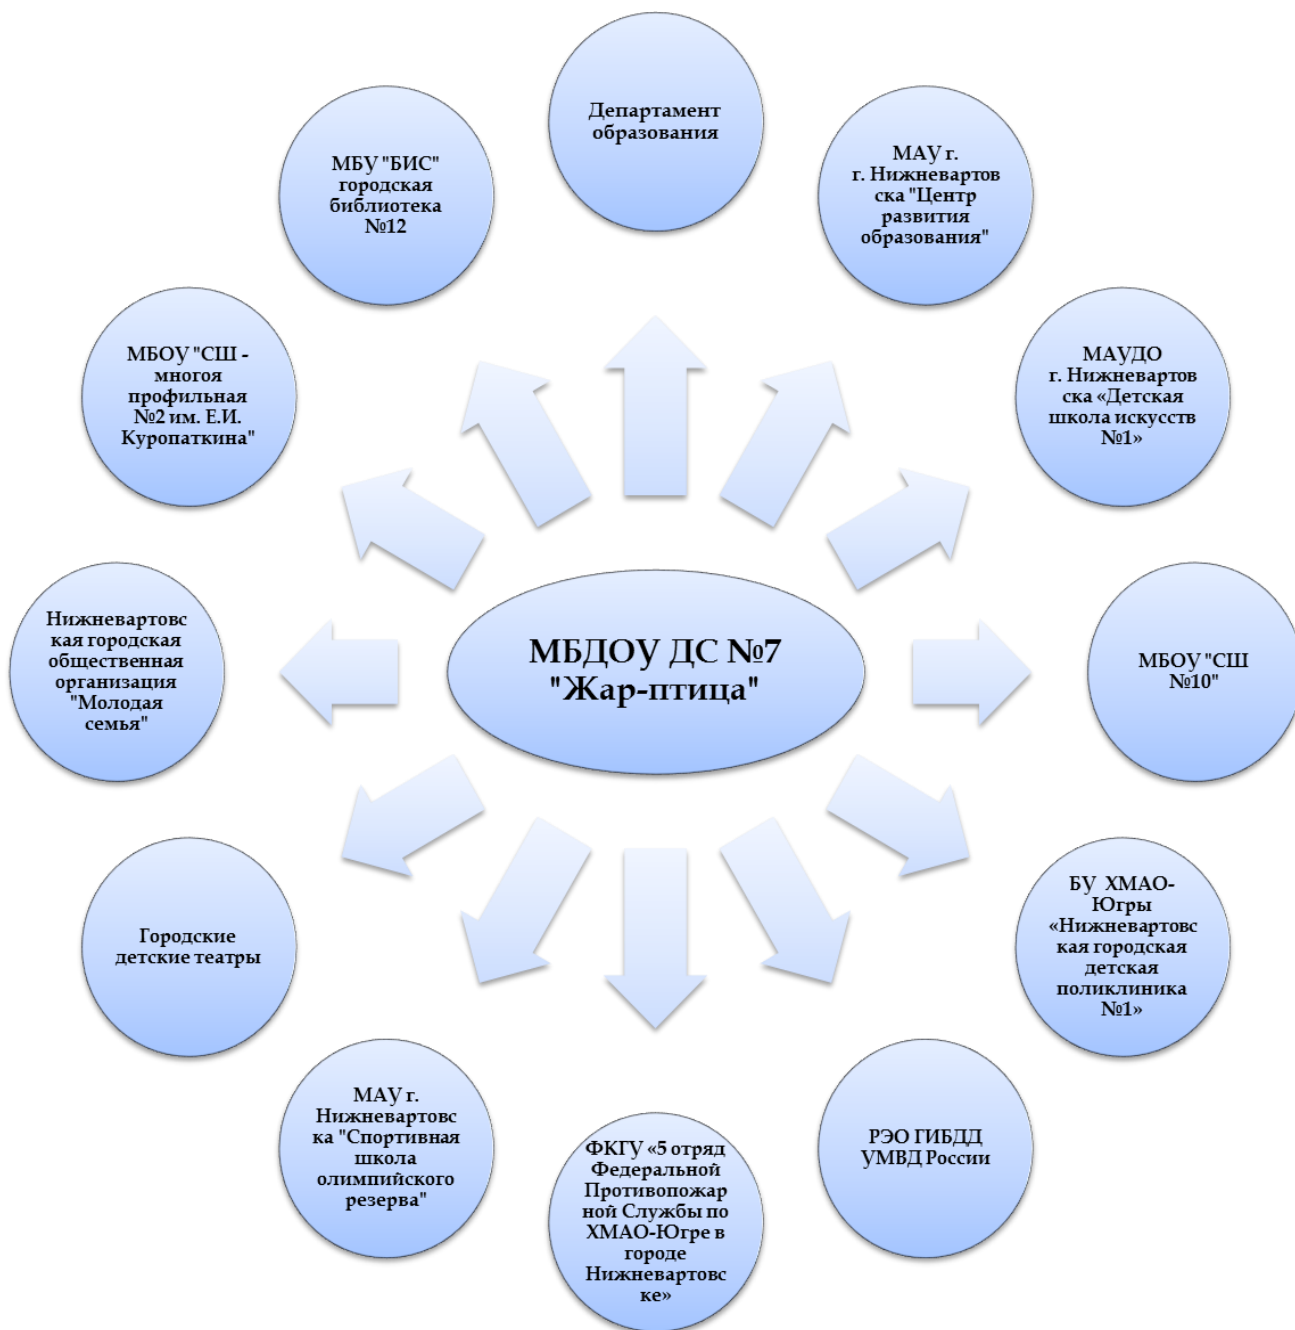 Департамент
образования
МАУ г.
г. Нижневартов
ска "Центр
развития
образования"
МАУДО
г. Нижневартов
ска «Детская
школа искусств
№1»
МБОУ "СШ
№10"
БУ ХМАО-
Югры
«Нижневартовс
кая городская
детская
поликлиника
№1»
РЭО ГИБДД
УМВД России
ФКГУ «5 отряд
Федеральной
Противопожар
ной Службы по
ХМАО-Югре в
городе
Нижневартовс
ке»
МАУ г.
Нижневартовс
ка "Спортивная
школа
олимпийского
резерва"
Городские
детские театры
Нижневартовс
кая городская
общественная
организация
"Молодая
семья"
МБОУ "СШ -
многоя
профильная
№2 им. Е.И.
Куропаткина"
МБУ "БИС"
городская
библиотека
№12
МБДОУ ДС №7
"Жар-птица"